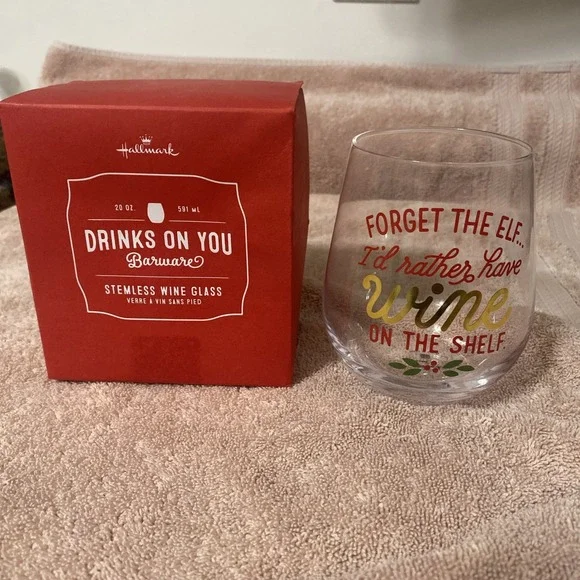 Hallmark
20 OZ. 591 ML
DRINKS ON YOU
Barware
STEMLESS WINE GLASS
VERRE À VIN SANS PIED
FORGET THE ELF...
I'd rather have
wine
ON THE SHELF.